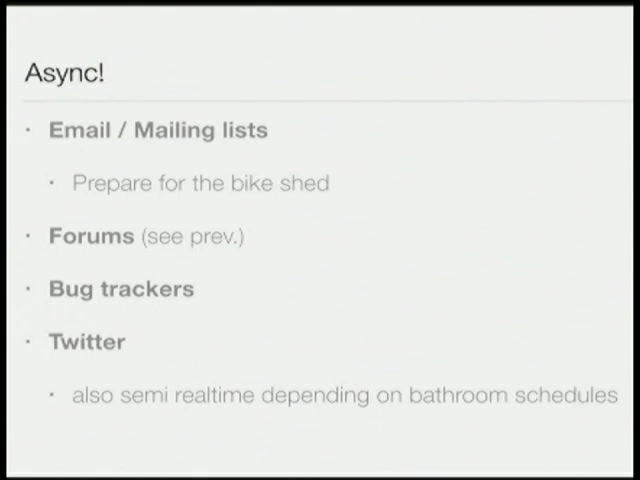 Async!
· Email / Mailing lists
· Prepare for the bike shed
· Forums (see prev.)
· Bug trackers
· Twitter
· also semi realtime depending on bathroom schedules